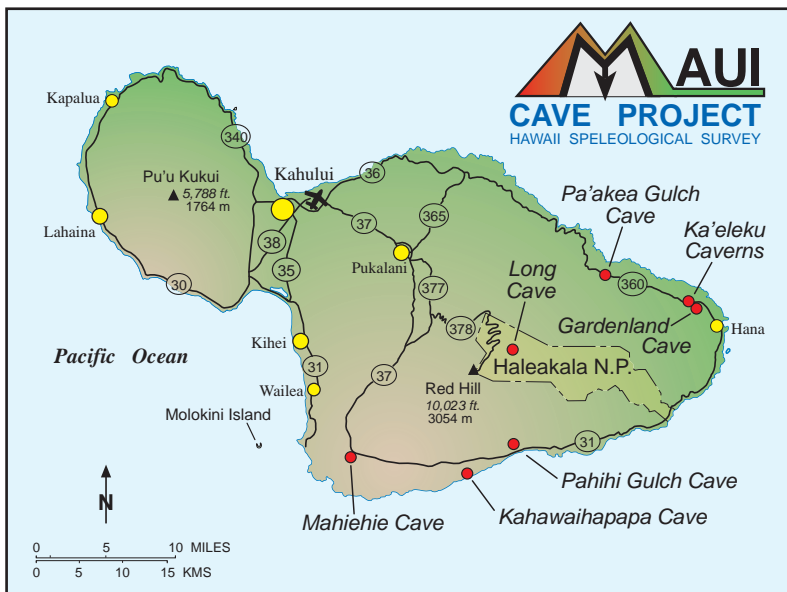 MAUI
CAVE PROJECT
HAWAII SPELEOLOGICAL SURVEY
Kapalua
340
Pu'u Kukui
5,788 ft.
1764 m
Kahului
36
Pa'akea Gulch
Cave
Ka'eleku
Caverns
Lahaina
38
37
365
Pukalani
35
30
377
Long
Cave
360
Gardenland
Cave
Hana
Kihei
378
Pacific Ocean
31
Haleakala N.P.
Wailea
37
Red Hill
10,023 ft.
3054 m
Molokini Island
31
Pahihi Gulch Cave
Kahawaihapapa Cave
Mahiehie Cave
N
0 5 10 MILES
0 5 10 15 KMS